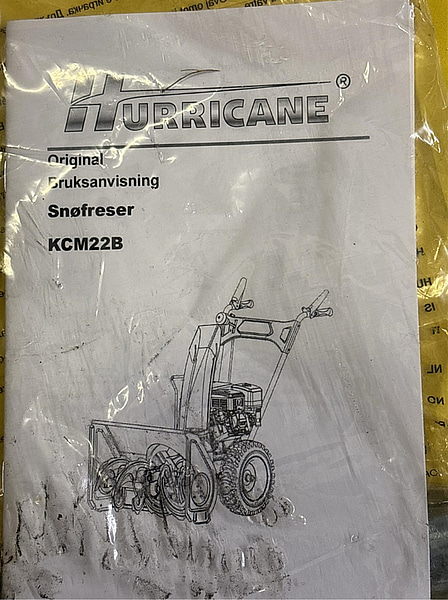 HURRICANE®
Original
Bruksanvisning
Snøfreser
KCM22B